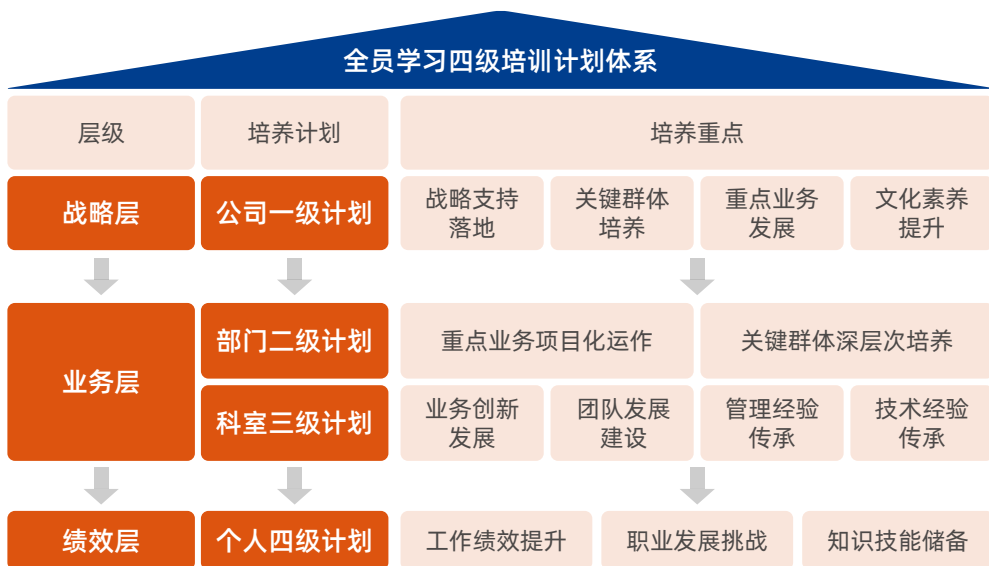 全员学习四级培训计划体系
层级
培养计划
培养重点
战略层
公司一级计划
战略支持
落地
关键群体
培养
重点业务
发展
文化素养
提升
业务层
部门二级计划
重点业务项目化运作
关键群体深层次培养
科室三级计划
业务创新
发展
团队发展
建设
管理经验
传承
技术经验
传承
绩效层
个人四级计划
工作绩效提升
职业发展挑战
知识技能储备